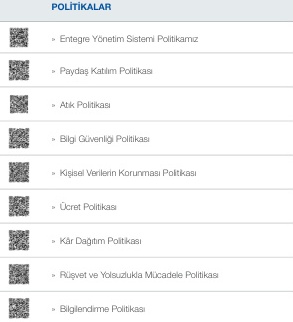 POLİTİKALAR
» Entegre Yönetim Sistemi Politikamız
» Paydaş Katılım Politikası
» Atık Politikası
» Bilgi Güvenliği Politikası
» Kişisel Verilerin Korunması Politikası
» Ücret Politikası
» Kâr Dağıtım Politikası
» Rüşvet ve Yolsuzlukla Mücadele Politikası
» Bilgilendirme Politikası